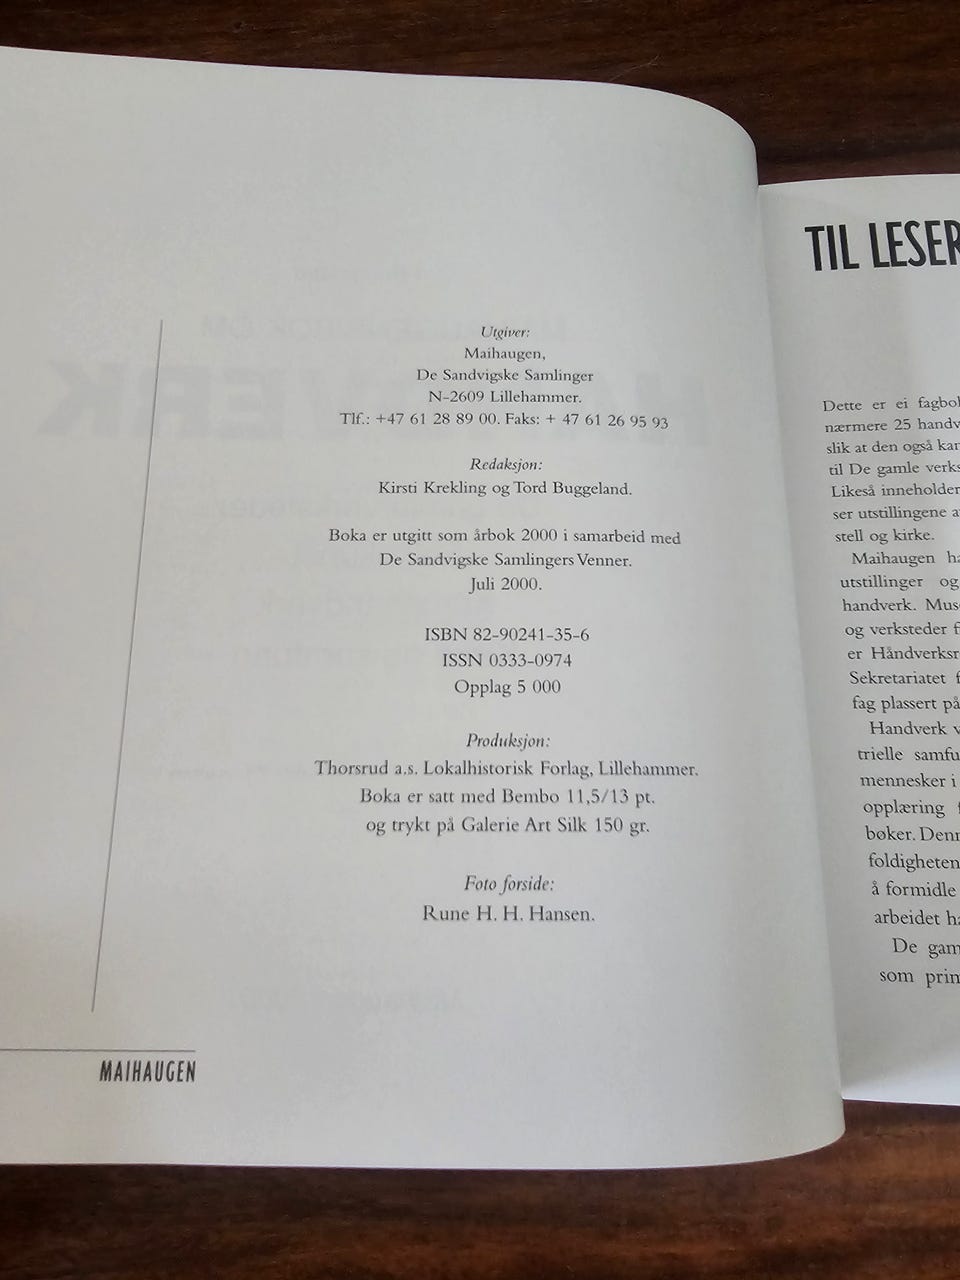 Utgiver:
Maihaugen,
De Sandvigske Samlinger
N-2609 Lillehammer.
Tlf.: +47 61 28 89 00. Faks: + 47 61 26 95 93
Redaksjon:
Kirsti Krekling og Tord Buggeland.
Boka er utgitt som årbok 2000 i samarbeid med
De Sandvigske Samlingers Venner.
Juli 2000.
ISBN 82-90241-35-6
ISSN 0333-0974
Opplag 5 000
Produksjon:
Thorsrud a.s. Lokalhistorisk Forlag, Lillehammer.
Boka er satt med Bembo 11,5/13 pt.
og trykt på Galerie Art Silk 150 gr.
Foto forside:
Rune H. H. Hansen.
MAIHAUGEN
TIL LESER
Dette er ei fagbok
nærmere 25 handv
slik at den også kan
til De gamle verks
Likeså inneholder
ser utstillingene a
stell og kirke.
Maihaugen ha
utstillinger og
handverk. Mus
og verksteder f
er Håndverksr
Sekretariatet f
fag plassert på
Handverk v
trielle samfu
mennesker i
opplæring f
bøker. Denn
foldigheten
å formidle
arbeidet ha
De gam
som prin